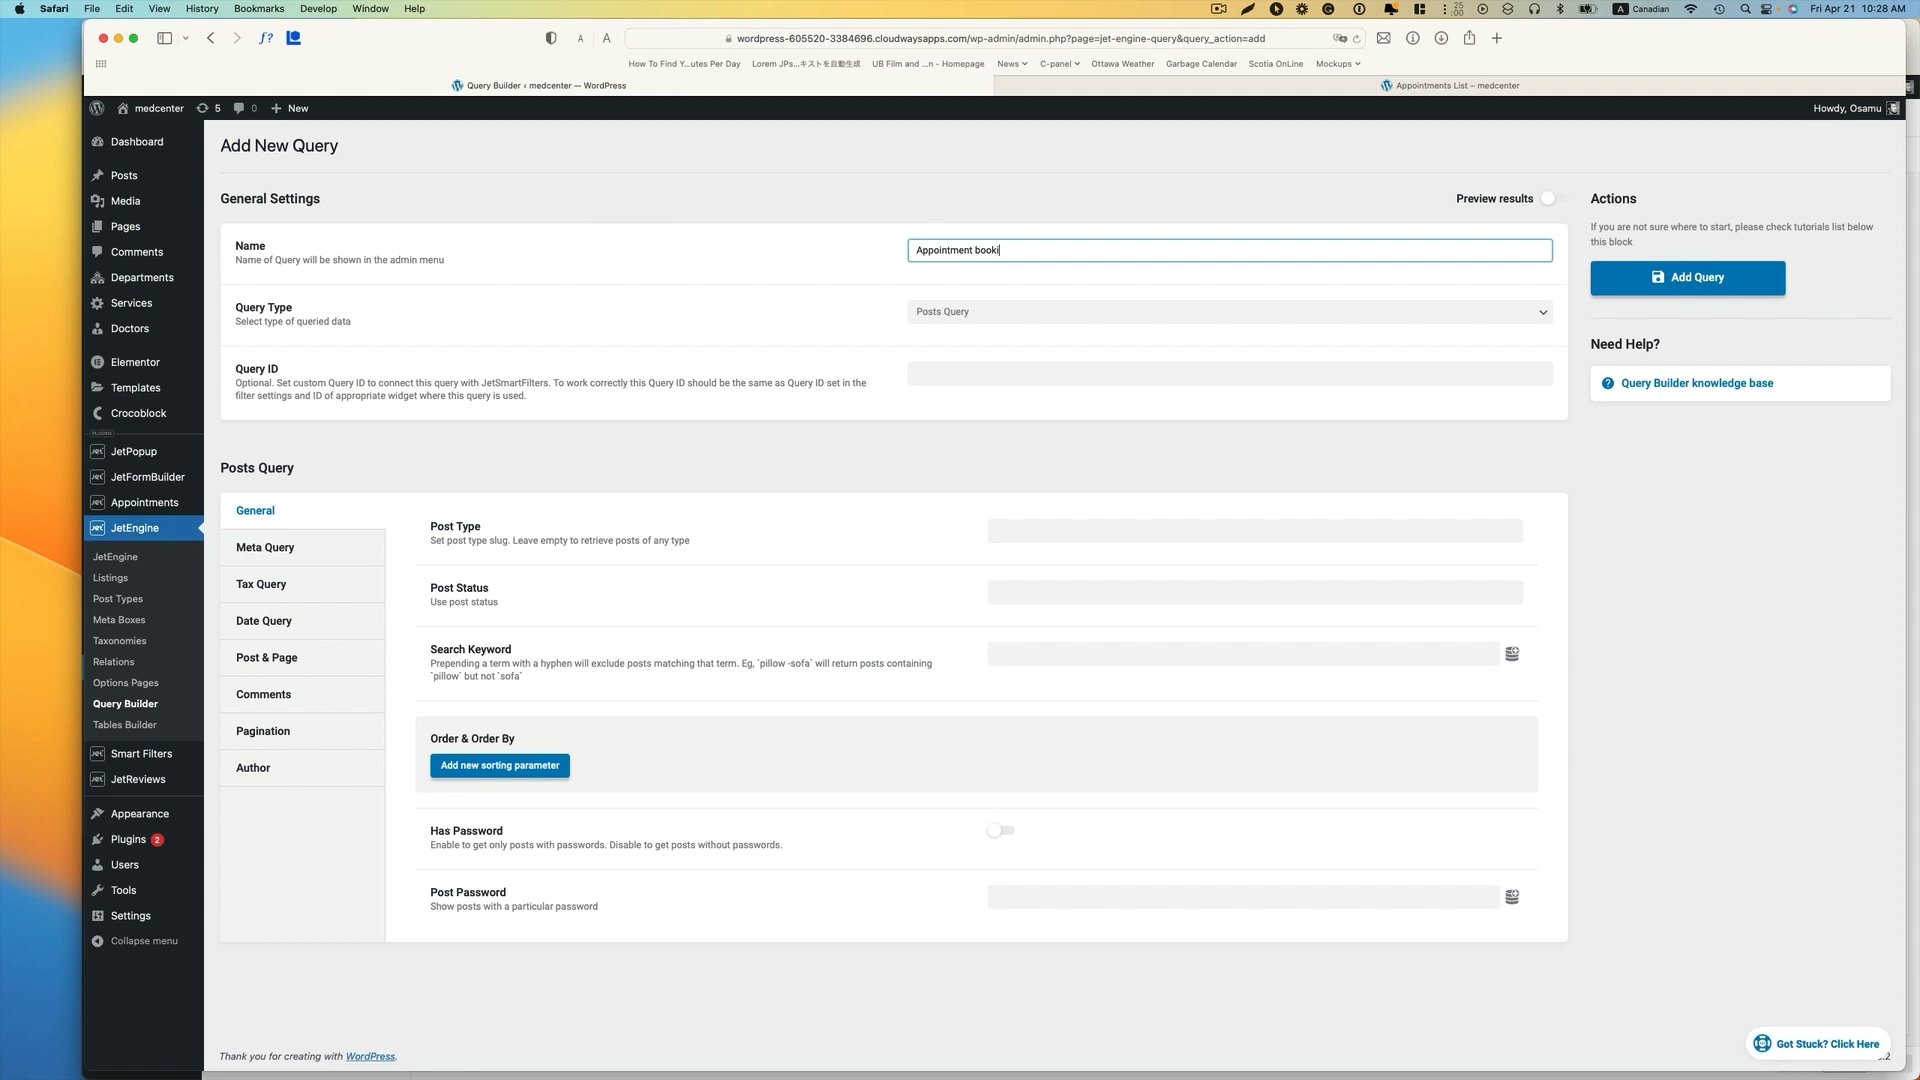 Safari File Edit View History Bookmarks Develop Window Help
25
:00
A Canadian
Fri Apr 21 10:28 AM
f? A A
wordpress-605520-3384696.cloudwaysapps.com/wp-admin/admin.php?page=jet-engine-query&query_action=add
How To Find Y...utes Per Day Lorem JPs...キストを自動生成 UB Film and ...n - Homepage News C-panel Ottawa Weather Garbage Calendar Scotia OnLine Mockups
Query Builder ‹ medcenter — WordPress
Appointments List – medcenter
medcenter 5 0 New
Howdy, Osamu
Dashboard
Posts
Media
Pages
Comments
Departments
Services
Doctors
Elementor
Templates
Crocoblock
PLUGINS
JetPopup
JetFormBuilder
Appointments
JetEngine
JetEngine
Listings
Post Types
Meta Boxes
Taxonomies
Relations
Options Pages
Query Builder
Tables Builder
Smart Filters
JetReviews
Appearance
Plugins 2
Users
Tools
Settings
Collapse menu
Add New Query
General Settings
Preview results
Name
Name of Query will be shown in the admin menu
Appointment booki
Query Type
Select type of queried data
Posts Query
Query ID
Optional. Set custom Query ID to connect this query with JetSmartFilters. To work correctly this Query ID should be the same as Query ID set in the
filter settings and ID of appropriate widget where this query is used.
Actions
If you are not sure where to start, please check tutorials list below
this block
Add Query
Need Help?
Query Builder knowledge base
Posts Query
General
Meta Query
Tax Query
Date Query
Post & Page
Comments
Pagination
Author
Post Type
Set post type slug. Leave empty to retrieve posts of any type
Post Status
Use post status
Search Keyword
Prepending a term with a hyphen will exclude posts matching that term. Eg, `pillow -sofa` will return posts containing
`pillow` but not `sofa`
Order & Order By
Add new sorting parameter
Has Password
Enable to get only posts with passwords. Disable to get posts without passwords.
Post Password
Show posts with a particular password
Thank you for creating with WordPress.
Got Stuck? Click Here